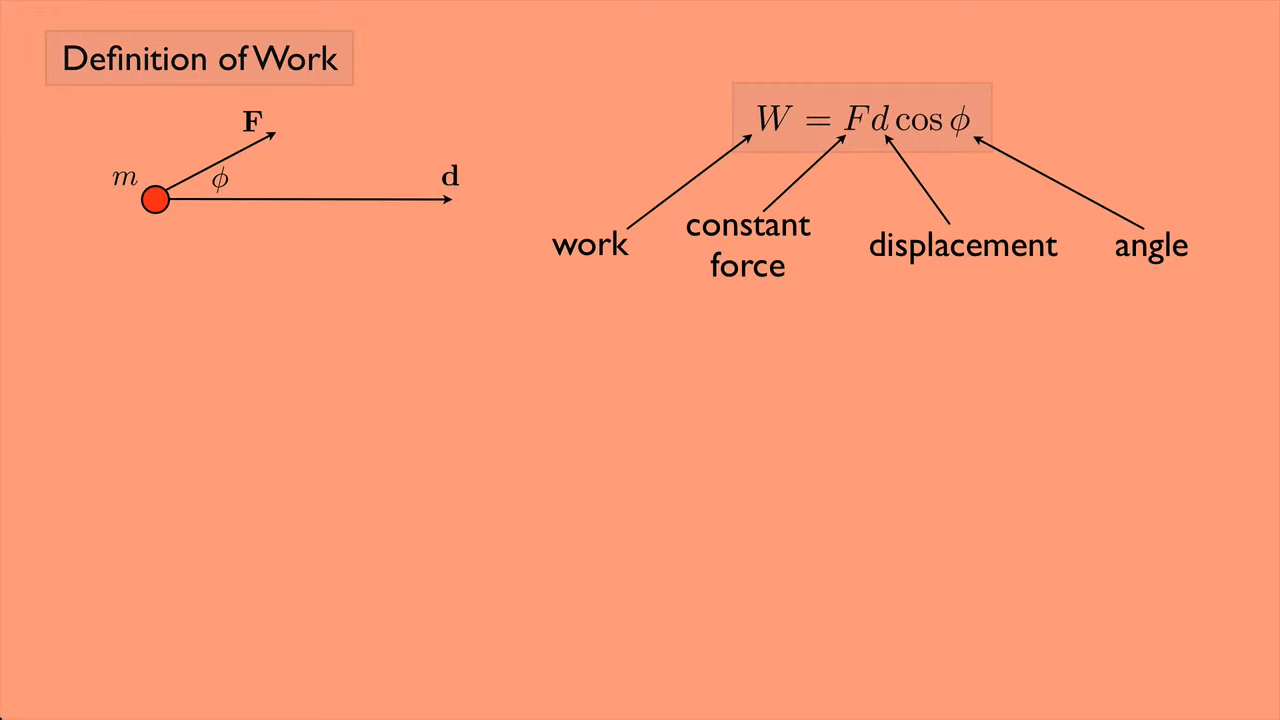 Definition of Work
F
m
ϕ
d
W = Fd cos ϕ
work
constant
force
displacement
angle